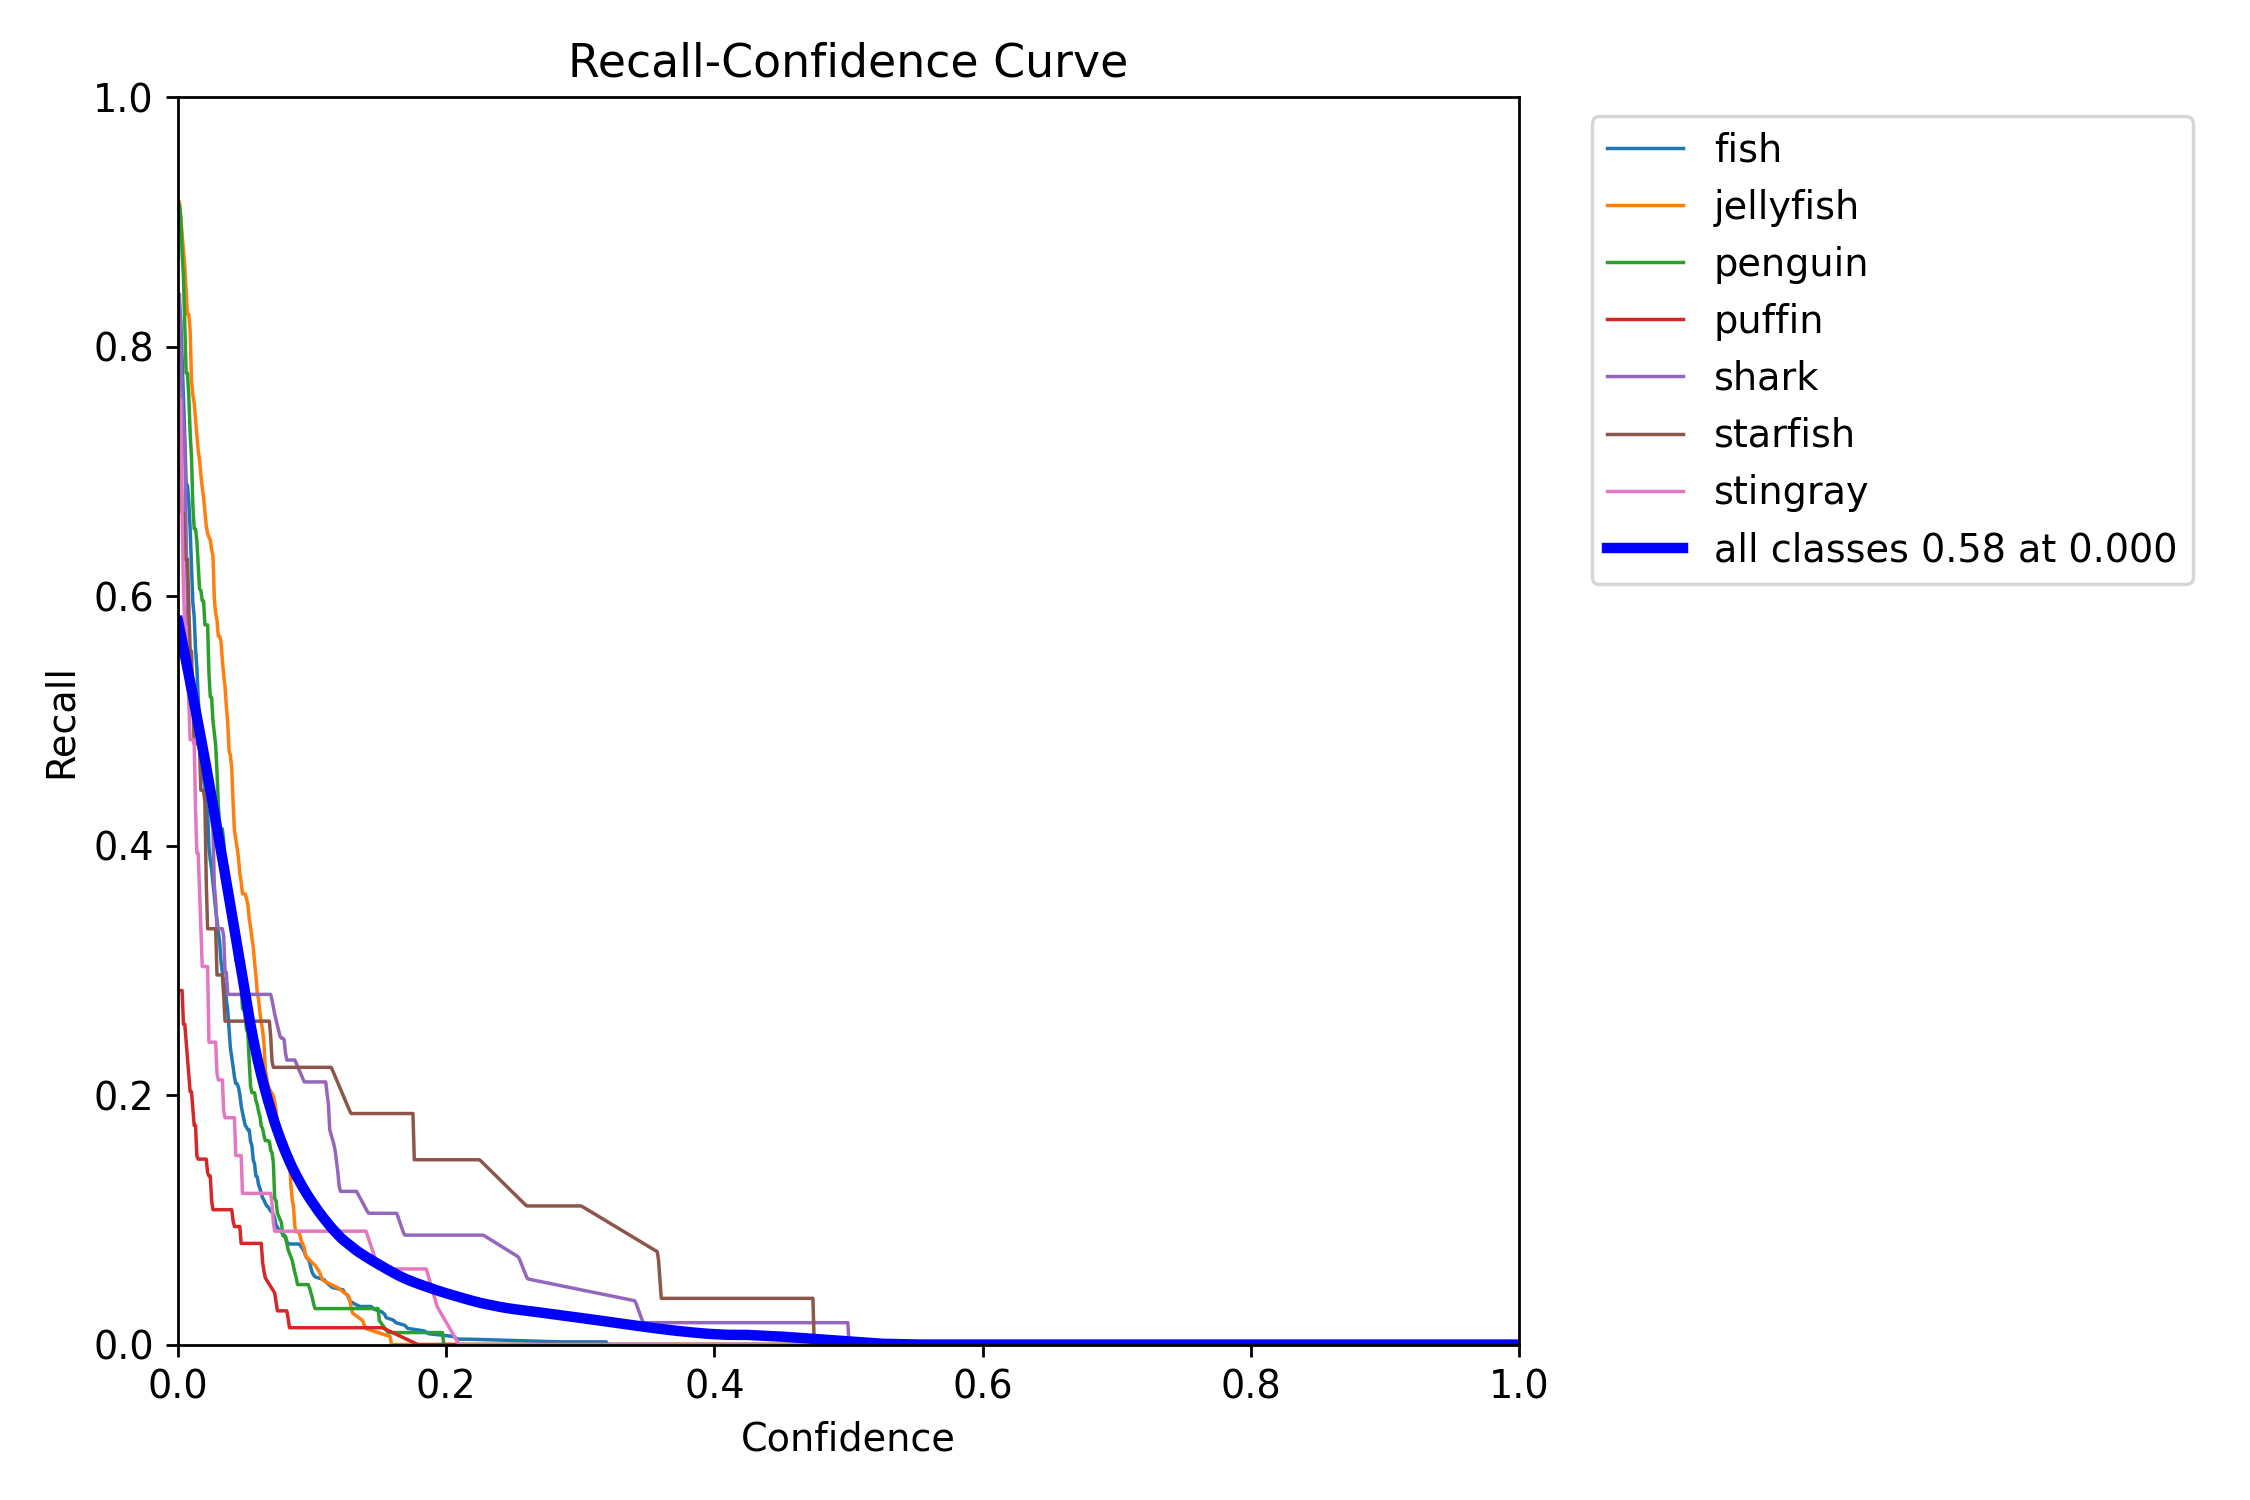 Recall-Confidence Curve
1.0
0.8
0.6
0.4
0.2
0.0
Recall
0.0 0.2 0.4 0.6 0.8 1.0
Confidence
fish
jellyfish
penguin
puffin
shark
starfish
stingray
all classes 0.58 at 0.000